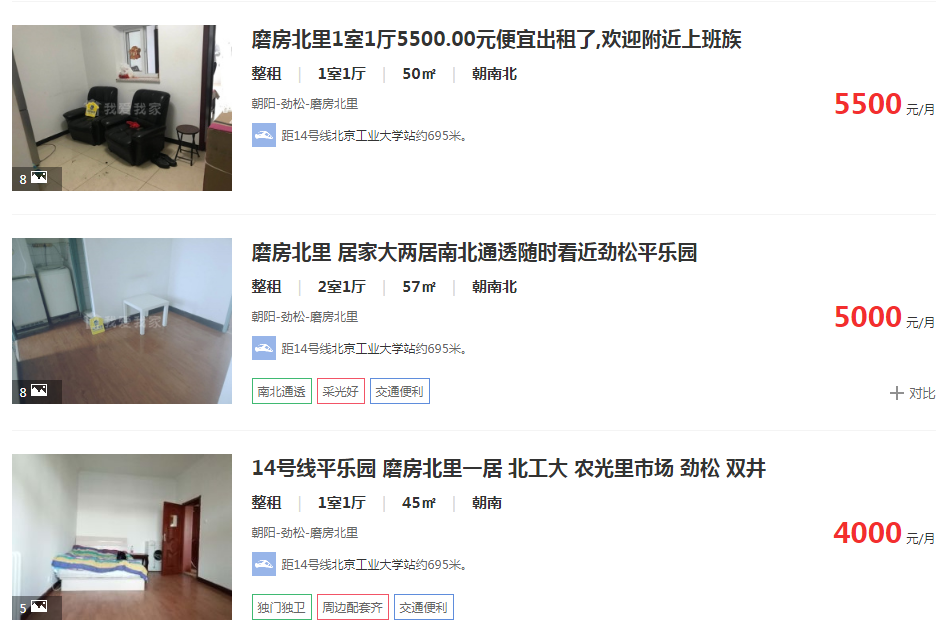 磨房北里1室1厅5500.00元便宜出租了,欢迎附近上班族
整租 | 1室1厅 | 50㎡ | 朝南北
朝阳-劲松-磨房北里
5500 元/月
距14号线北京工业大学站约695米。
我爱我家
8
磨房北里 居家大两居南北通透随时看近劲松平乐园
整租 | 2室1厅 | 57㎡ | 朝南北
朝阳-劲松-磨房北里
5000 元/月
距14号线北京工业大学站约695米。
我爱我家
8
南北通透 采光好 交通便利
对比
14号线平乐园 磨房北里一居 北工大 农光里市场 劲松 双井
整租 | 1室1厅 | 45㎡ | 朝南
朝阳-劲松-磨房北里
4000 元/月
距14号线北京工业大学站约695米。
5
独门独卫 周边配套齐 交通便利